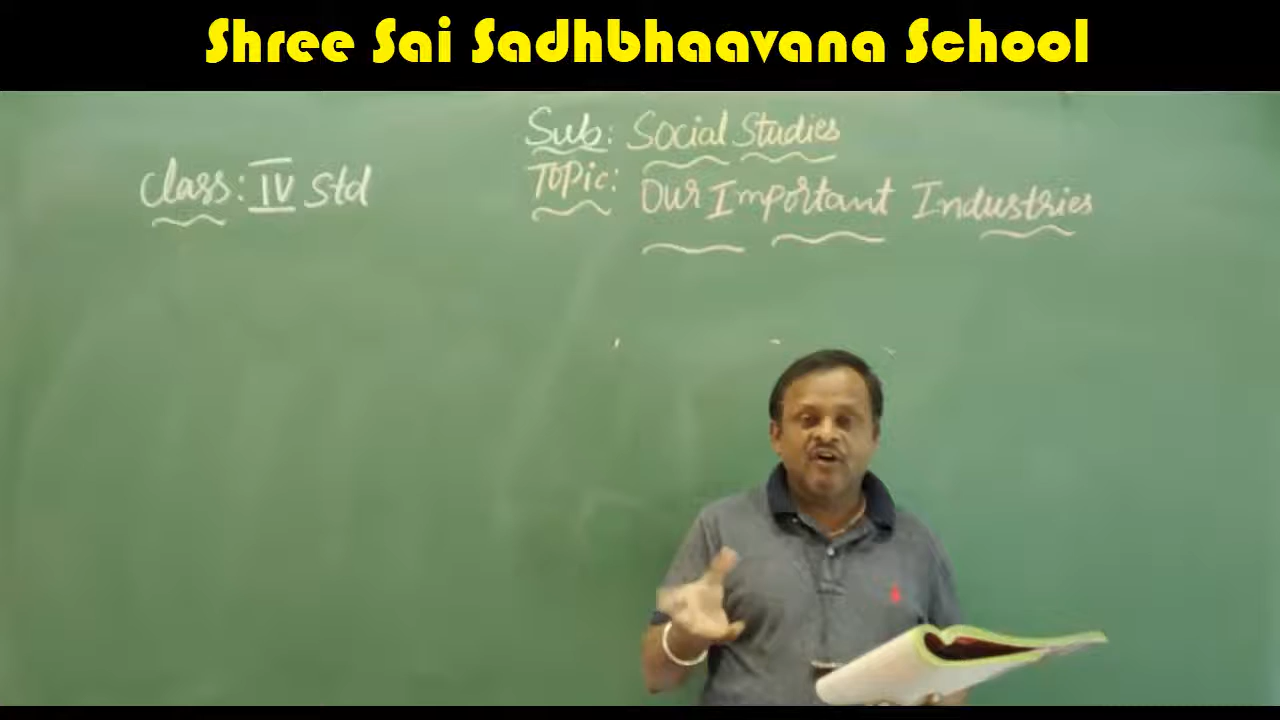 Shree Sai Sadhbhaavana School
Sub: Social Studies
Class: IV Std
Topic: Our Important Industries